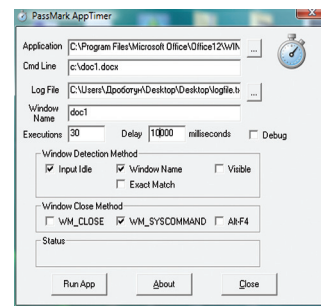 PassMark AppTimer
Application C:\Program Files\Microsoft Office\Office12\WIN ...
Cmd Line c:\doc1.docx
Log File C:\Users\Дроботун\Desktop\Desktop\logfile.t ...
Window Name doc1
Executions 30 Delay 10000 milliseconds Debug
Window Detection Method
Input Idle Window Name Visible
Exact Match
Window Close Method
WM_CLOSE WM_SYSCOMMAND Alt-F4
Status
Run App About Close